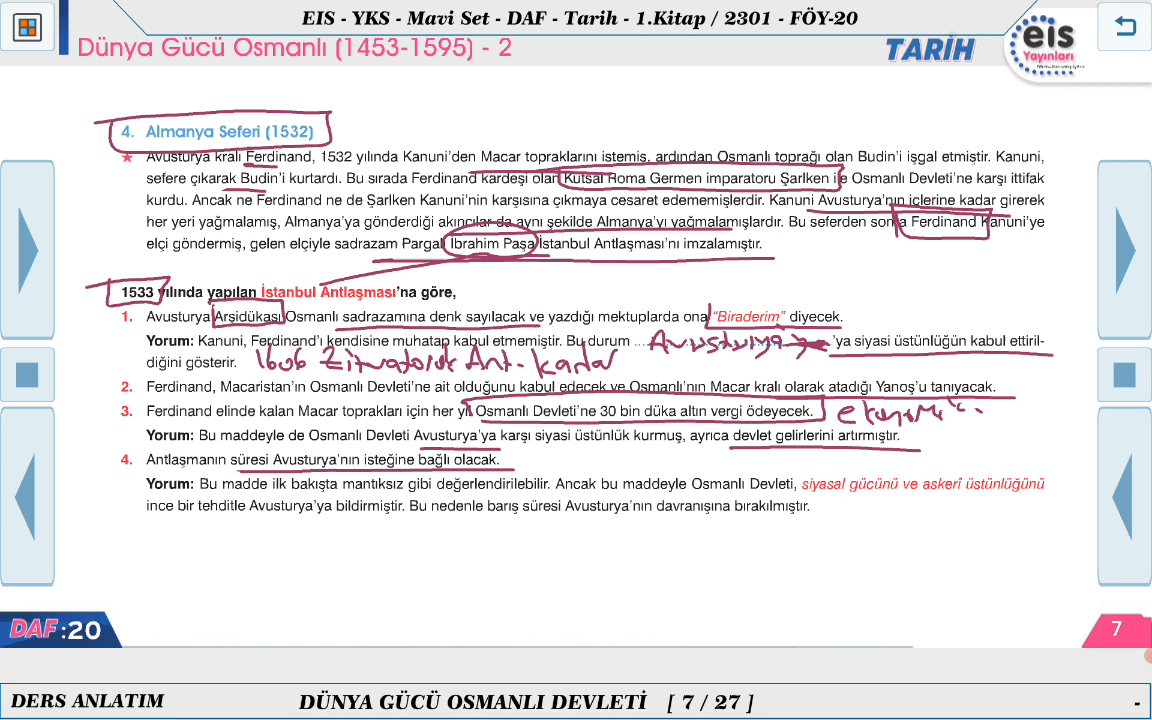 EIS - YKS - Mavi Set - DAF - Tarih - 1.Kitap / 2301 - FÖY-20
Dünya Gücü Osmanlı (1453-1595) - 2
TARİH
eis
Yayınları
4. Almanya Seferi (1532)
★ Avusturya kralı Ferdinand, 1532 yılında Kanuni'den Macar topraklarını istemiş, ardından Osmanlı toprağı olan Budin'i işgal etmiştir. Kanuni,
sefere çıkarak Budin'i kurtardı. Bu sırada Ferdinand kardeşi olan Kutsal Roma Germen imparatoru Şarlken ile Osmanlı Devleti'ne karşı ittifak
kurdu. Ancak ne Ferdinand ne de Şarlken Kanuni'nin karşısına çıkmaya cesaret edememişlerdir. Kanuni Avusturya'nın içlerine kadar girerek
her yeri yağmalamış, Almanya'ya gönderdiği akıncılar da aynı şekilde Almanya'yı yağmalamışlardır. Bu seferden sonra Ferdinand Kanuni'ye
elçi göndermiş, gelen elçiyle sadrazam Pargalı İbrahim Paşa İstanbul Antlaşması'nı imzalamıştır.
1533 yılında yapılan İstanbul Antlaşması'na göre,
1. Avusturya Arşidükası Osmanlı sadrazamına denk sayılacak ve yazdığı mektuplarda ona "Biraderim" diyecek.
Yorum: Kanuni, Ferdinand'ı kendisine muhatap kabul etmemiştir. Bu durum ... Avusturya 'ya siyasi üstünlüğün kabul ettiril-
diğini gösterir. 1606 Zitvatorok Ant. kadar
2. Ferdinand, Macaristan'ın Osmanlı Devleti'ne ait olduğunu kabul edecek ve Osmanlı'nın Macar kralı olarak atadığı Yanoş'u tanıyacak.
3. Ferdinand elinde kalan Macar toprakları için her yıl Osmanlı Devleti'ne 30 bin düka altın vergi ödeyecek.
Yorum: Bu maddeyle de Osmanlı Devleti Avusturya'ya karşı siyasi üstünlük kurmuş, ayrıca devlet gelirlerini artırmıştır.
4. Antlaşmanın süresi Avusturya'nın isteğine bağlı olacak.
Yorum: Bu madde ilk bakışta mantıksız gibi değerlendirilebilir. Ancak bu maddeyle Osmanlı Devleti, siyasal gücünü ve askerî üstünlüğünü
ince bir tehditle Avusturya'ya bildirmiştir. Bu nedenle barış süresi Avusturya'nın davranışına bırakılmıştır.
DAF:20
7
DERS ANLATIM
DÜNYA GÜCÜ OSMANLI DEVLETİ [ 7 / 27 ]
-